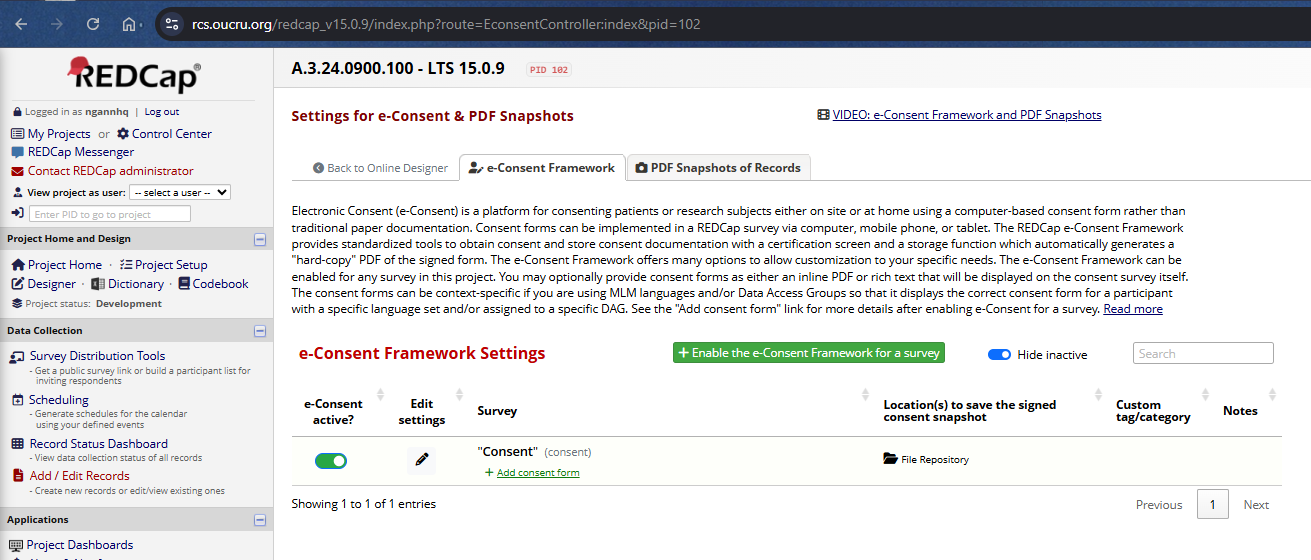 rcs.oucru.org/redcap_v15.0.9/index.php?route=EconsentController:index&pid=102
REDCap®
Logged in as ngannhq | Log out
My Projects or Control Center
REDCap Messenger
Contact REDCap administrator
View project as user: -- select a user --
Enter PID to go to project
Project Home and Design
Project Home · Project Setup
Designer · Dictionary · Codebook
Project status: Development
Data Collection
Survey Distribution Tools
- Get a public survey link or build a participant list for
inviting respondents
Scheduling
- Generate schedules for the calendar
using your defined events
Record Status Dashboard
- View data collection status of all records
Add / Edit Records
- Create new records or edit/view existing ones
Applications
Project Dashboards
A.3.24.0900.100 - LTS 15.0.9 PID 102
Settings for e-Consent & PDF Snapshots
VIDEO: e-Consent Framework and PDF Snapshots
Back to Online Designer
e-Consent Framework
PDF Snapshots of Records
Electronic Consent (e-Consent) is a platform for consenting patients or research subjects either on site or at home using a computer-based consent form rather than
traditional paper documentation. Consent forms can be implemented in a REDCap survey via computer, mobile phone, or tablet. The REDCap e-Consent Framework
provides standardized tools to obtain consent and store consent documentation with a certification screen and a storage function which automatically generates a
"hard-copy" PDF of the signed form. The e-Consent Framework offers many options to allow customization to your specific needs. The e-Consent Framework can be
enabled for any survey in this project. You may optionally provide consent forms as either an inline PDF or rich text that will be displayed on the consent survey itself.
The consent forms can be context-specific if you are using MLM languages and/or Data Access Groups so that it displays the correct consent form for a participant
with a specific language set and/or assigned to a specific DAG. See the "Add consent form" link for more details after enabling e-Consent for a survey. Read more
e-Consent Framework Settings
+ Enable the e-Consent Framework for a survey
Hide inactive
Search
e-Consent
active?
Edit
settings
Survey
Location(s) to save the signed
consent snapshot
Custom
tag/category
Notes
"Consent" (consent)
+ Add consent form
File Repository
Showing 1 to 1 of 1 entries
Previous 1 Next